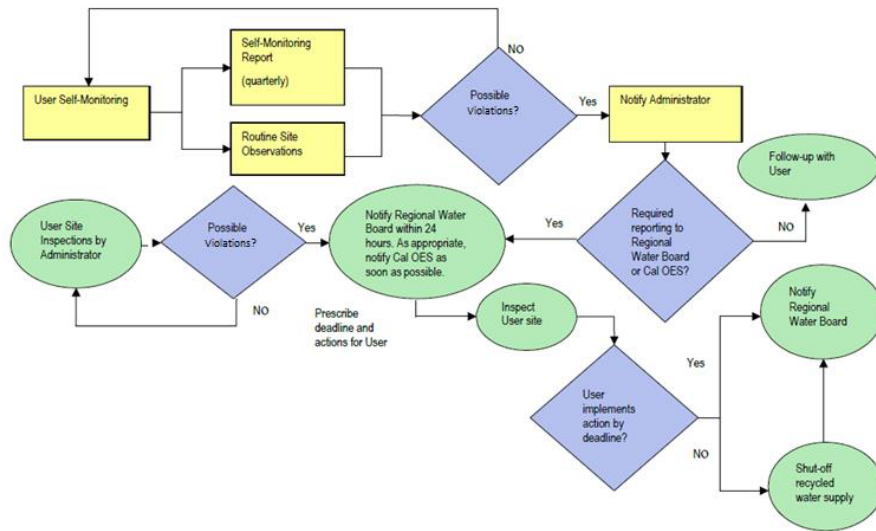 NO
Self-Monitoring
Report
(quarterly)
User Self-Monitoring
Possible
Violations?
Yes
Notify Administrator
Routine Site
Observations
Follow-up with
User
User Site
Inspections by
Administrator
Possible
Violations?
Yes
Notify Regional Water
Board within 24
hours. As appropriate,
notify Cal OES as
soon as possible.
Yes
Required
reporting to
Regional
Water Board
or Cal OES?
NO
NO
Prescribe
deadline and
actions for User
Inspect
User site
Notify
Regional
Water Board
Yes
User
implements
action by
deadline?
NO
Shut-off
recycled
water supply